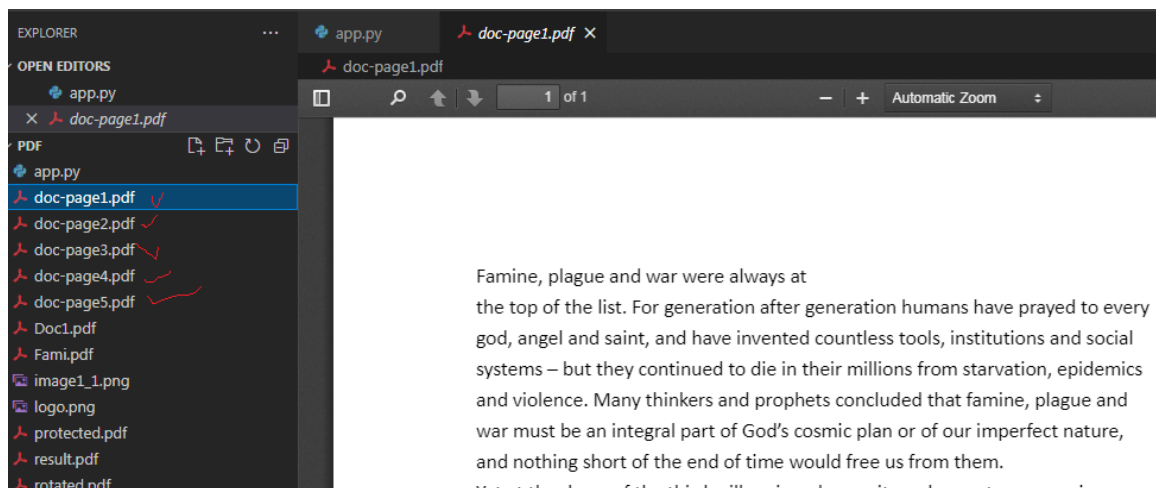 EXPLORER
OPEN EDITORS
app.py
doc-page1.pdf
PDF
app.py
doc-page1.pdf
doc-page2.pdf
doc-page3.pdf
doc-page4.pdf
doc-page5.pdf
Doc1.pdf
Fami.pdf
image1_1.png
logo.png
protected.pdf
result.pdf
rotated.pdf
app.py doc-page1.pdf
doc-page1.pdf
1 of 1 Automatic Zoom
Famine, plague and war were always at
the top of the list. For generation after generation humans have prayed to every
god, angel and saint, and have invented countless tools, institutions and social
systems – but they continued to die in their millions from starvation, epidemics
and violence. Many thinkers and prophets concluded that famine, plague and
war must be an integral part of God’s cosmic plan or of our imperfect nature,
and nothing short of the end of time would free us from them.